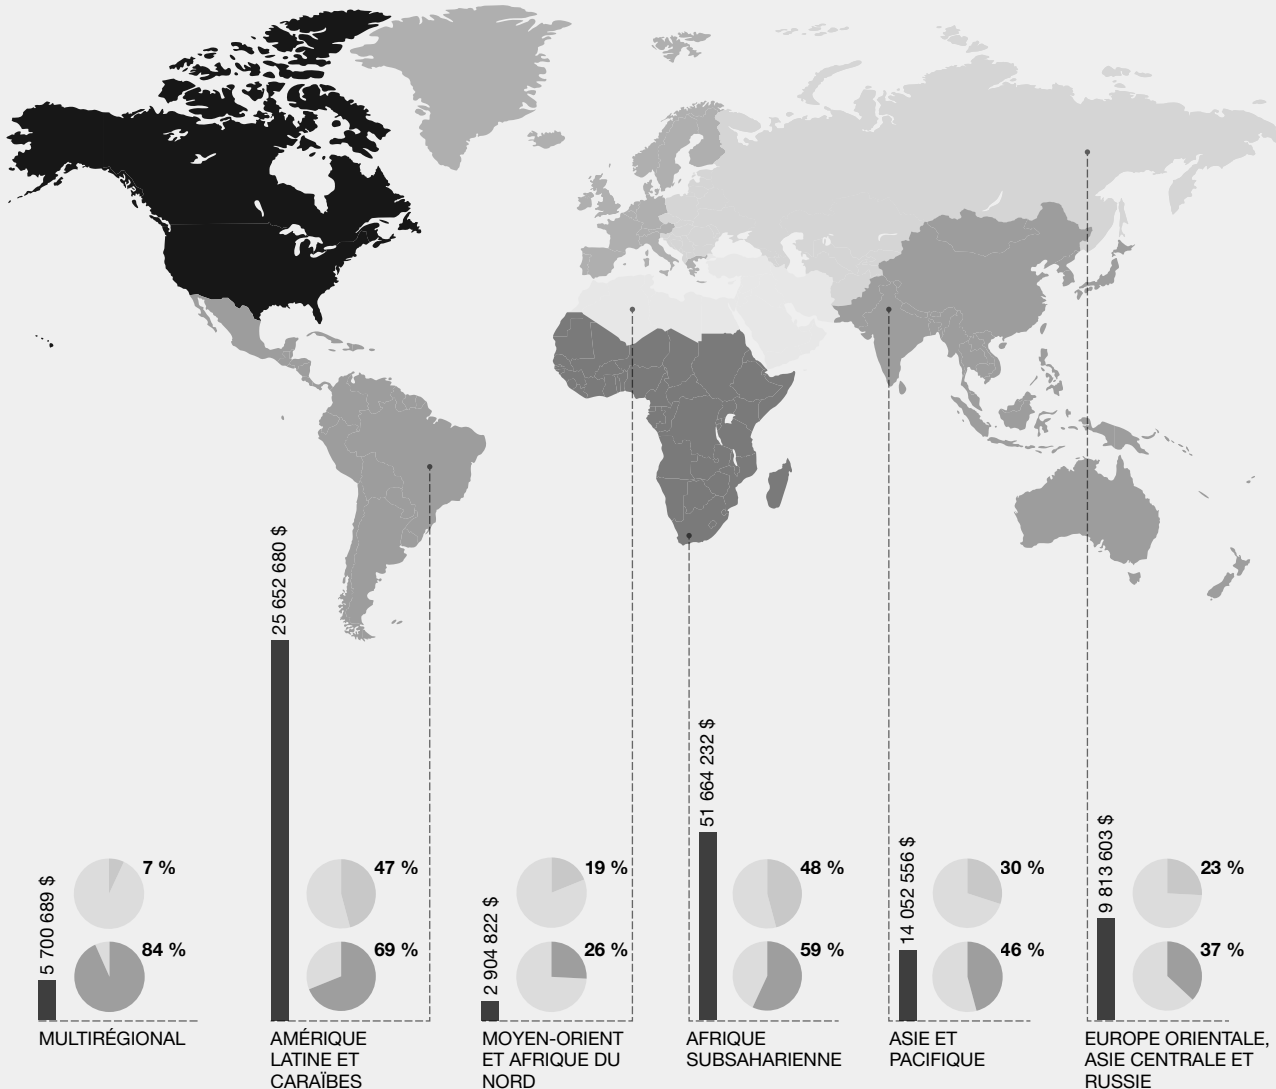 5 700 689 $
7 %
84 %
MULTIRÉGIONAL
25 652 680 $
47 %
69 %
AMÉRIQUE
LATINE ET
CARAÏBES
2 904 822 $
19 %
26 %
MOYEN-ORIENT
ET AFRIQUE DU
NORD
51 664 232 $
48 %
59 %
AFRIQUE
SUBSAHARIENNE
14 052 556 $
30 %
46 %
ASIE ET
PACIFIQUE
9 813 603 $
23 %
37 %
EUROPE ORIENTALE,
ASIE CENTRALE ET
RUSSIE